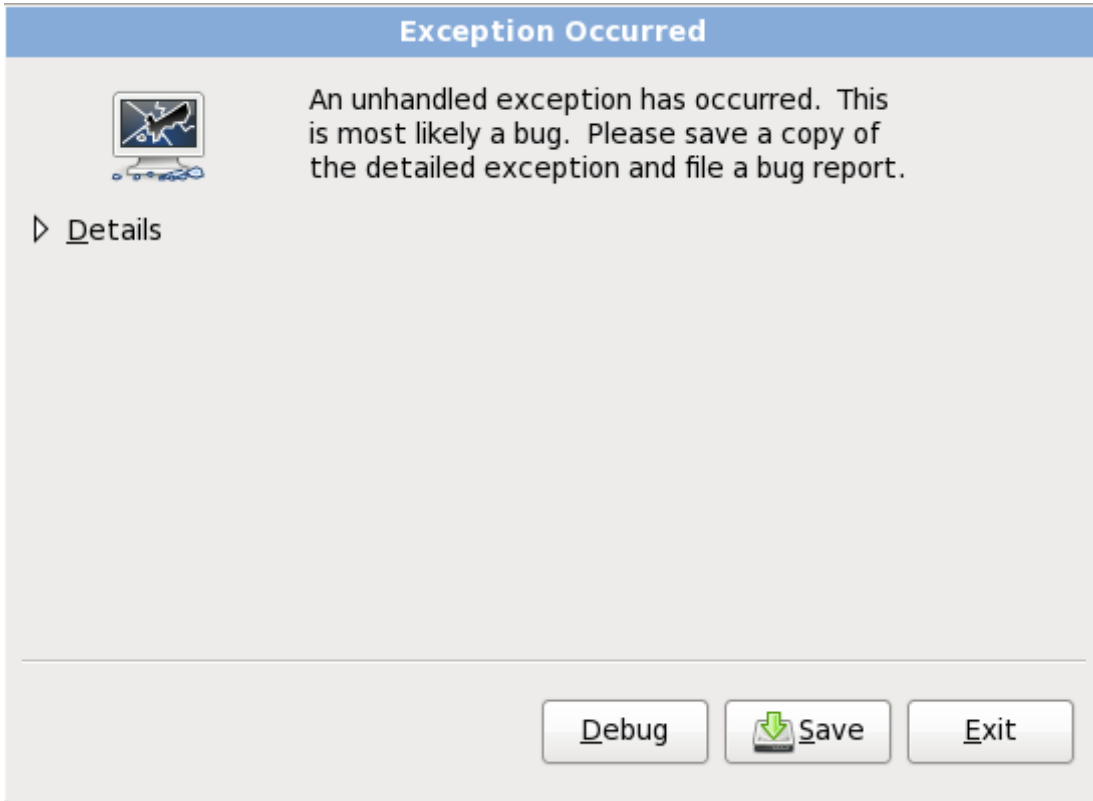 Exception Occurred
An unhandled exception has occurred.  This
is most likely a bug.  Please save a copy of
the detailed exception and file a bug report.
Details
Debug
Save
Exit